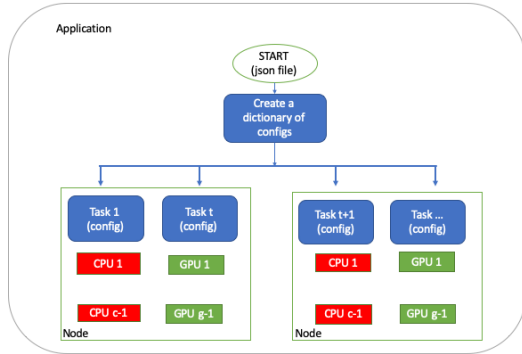 Application
START
(json file)
Create a
dictionary of
configs
Task 1
(config)
Task t
(config)
Task t+1
(config)
Task ...
(config)
CPU 1
GPU 1
CPU 1
GPU 1
CPU c-1
GPU g-1
CPU c-1
GPU g-1
Node
Node